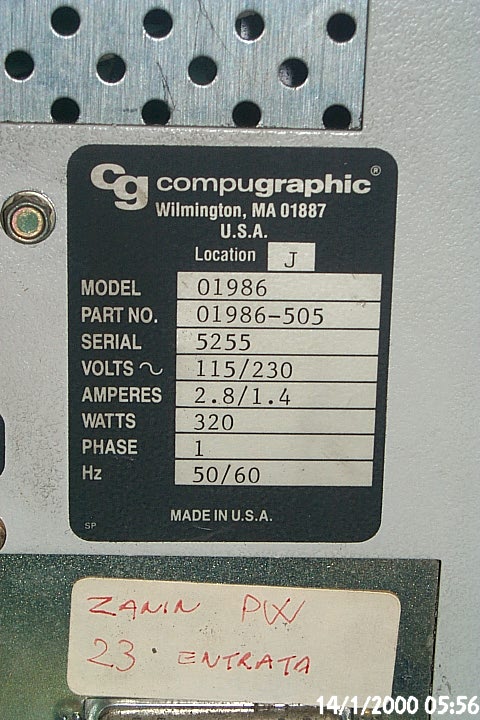 cg compugraphic®
Wilmington, MA 01887
U.S.A.
Location J
MODEL 01986
PART NO. 01986-505
SERIAL 5255
VOLTS ~ 115/230
AMPERES 2.8/1.4
WATTS 320
PHASE 1
Hz 50/60
MADE IN U.S.A.
SP
ZANIN PW
23 ENTRATA
14/1/2000 05:56